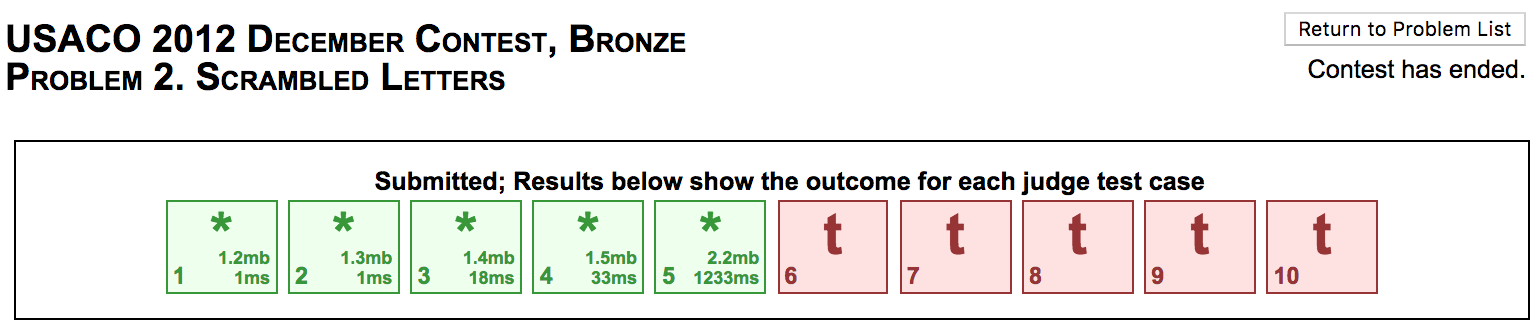 USACO 2012 DECEMBER CONTEST, BRONZE
PROBLEM 2. SCRAMBLED LETTERS
Return to Problem List
Contest has ended.
Submitted; Results below show the outcome for each judge test case
* * * * * t t t t t
1.2mb 1.3mb 1.4mb 1.5mb 2.2mb
1 1ms 2 1ms 3 18ms 4 33ms 5 1233ms 6 7 8 9 10